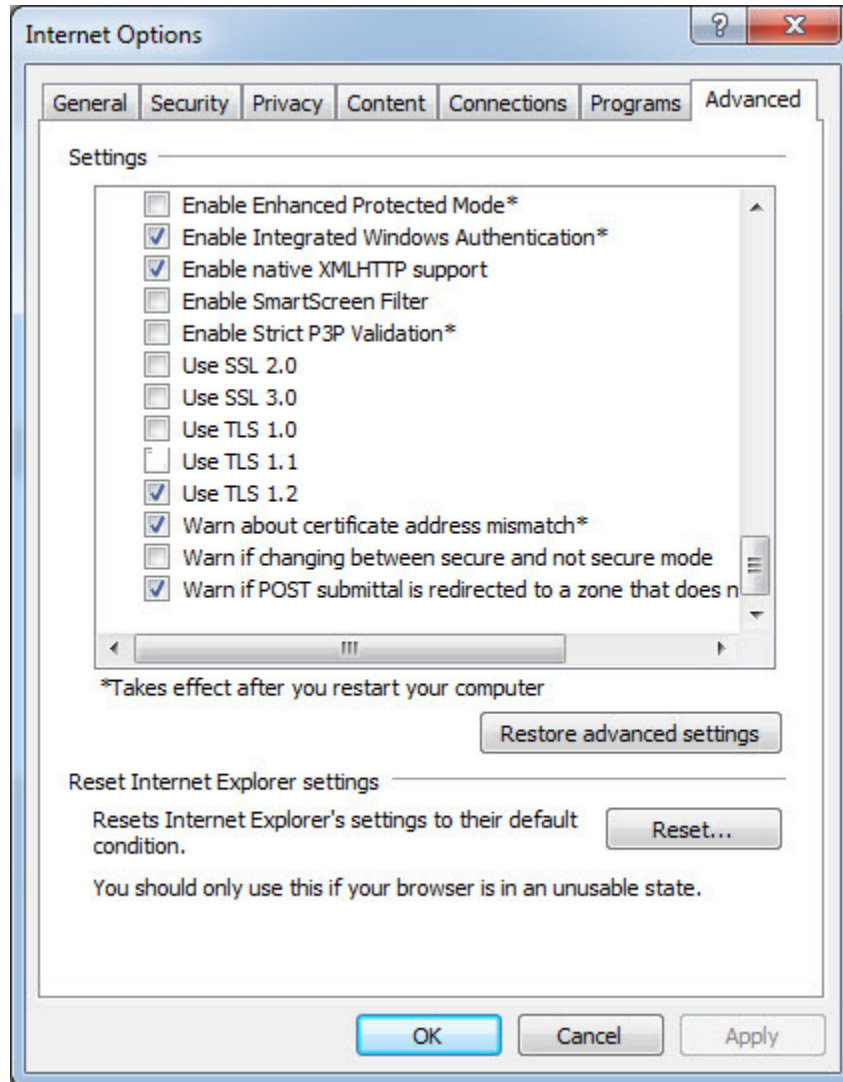 Internet Options
General Security Privacy Content Connections Programs Advanced
Settings
Enable Enhanced Protected Mode*
Enable Integrated Windows Authentication*
Enable native XMLHTTP support
Enable SmartScreen Filter
Enable Strict P3P Validation*
Use SSL 2.0
Use SSL 3.0
Use TLS 1.0
Use TLS 1.1
Use TLS 1.2
Warn about certificate address mismatch*
Warn if changing between secure and not secure mode
Warn if POST submittal is redirected to a zone that does n
*Takes effect after you restart your computer
Restore advanced settings
Reset Internet Explorer settings
Resets Internet Explorer's settings to their default
condition.
Reset...
You should only use this if your browser is in an unusable state.
OK Cancel Apply